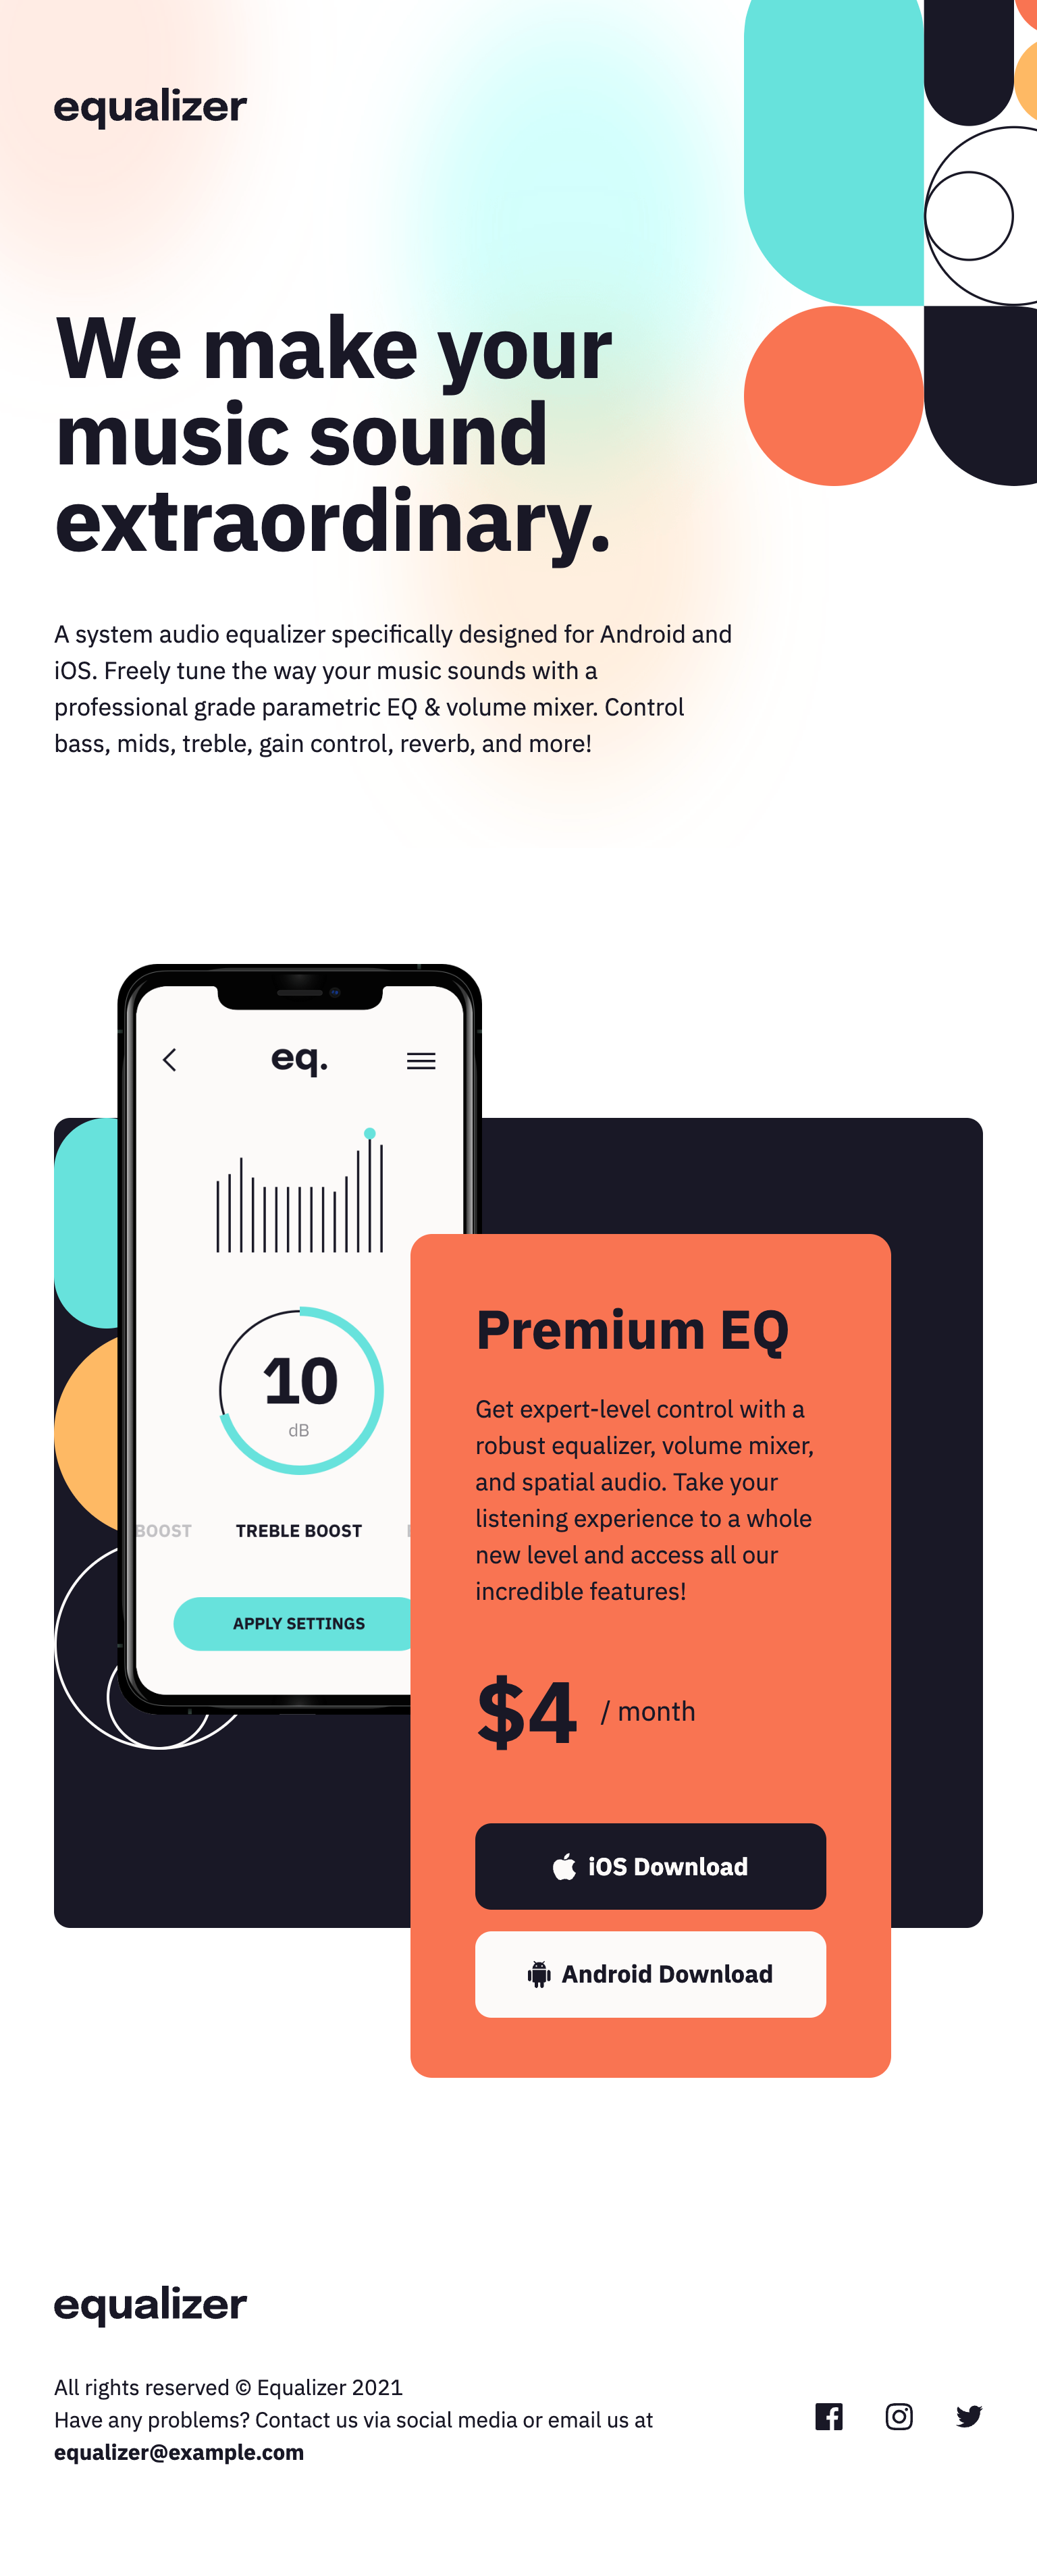 equalizer
We make your
music sound
extraordinary.
A system audio equalizer specifically designed for Android and
iOS. Freely tune the way your music sounds with a
professional grade parametric EQ & volume mixer. Control
bass, mids, treble, gain control, reverb, and more!
eq.
10
dB
BOOST TREBLE BOOST
APPLY SETTINGS
Premium EQ
Get expert-level control with a
robust equalizer, volume mixer,
and spatial audio. Take your
listening experience to a whole
new level and access all our
incredible features!
$4 / month
iOS Download
Android Download
equalizer
All rights reserved © Equalizer 2021
Have any problems? Contact us via social media or email us at
equalizer@example.com